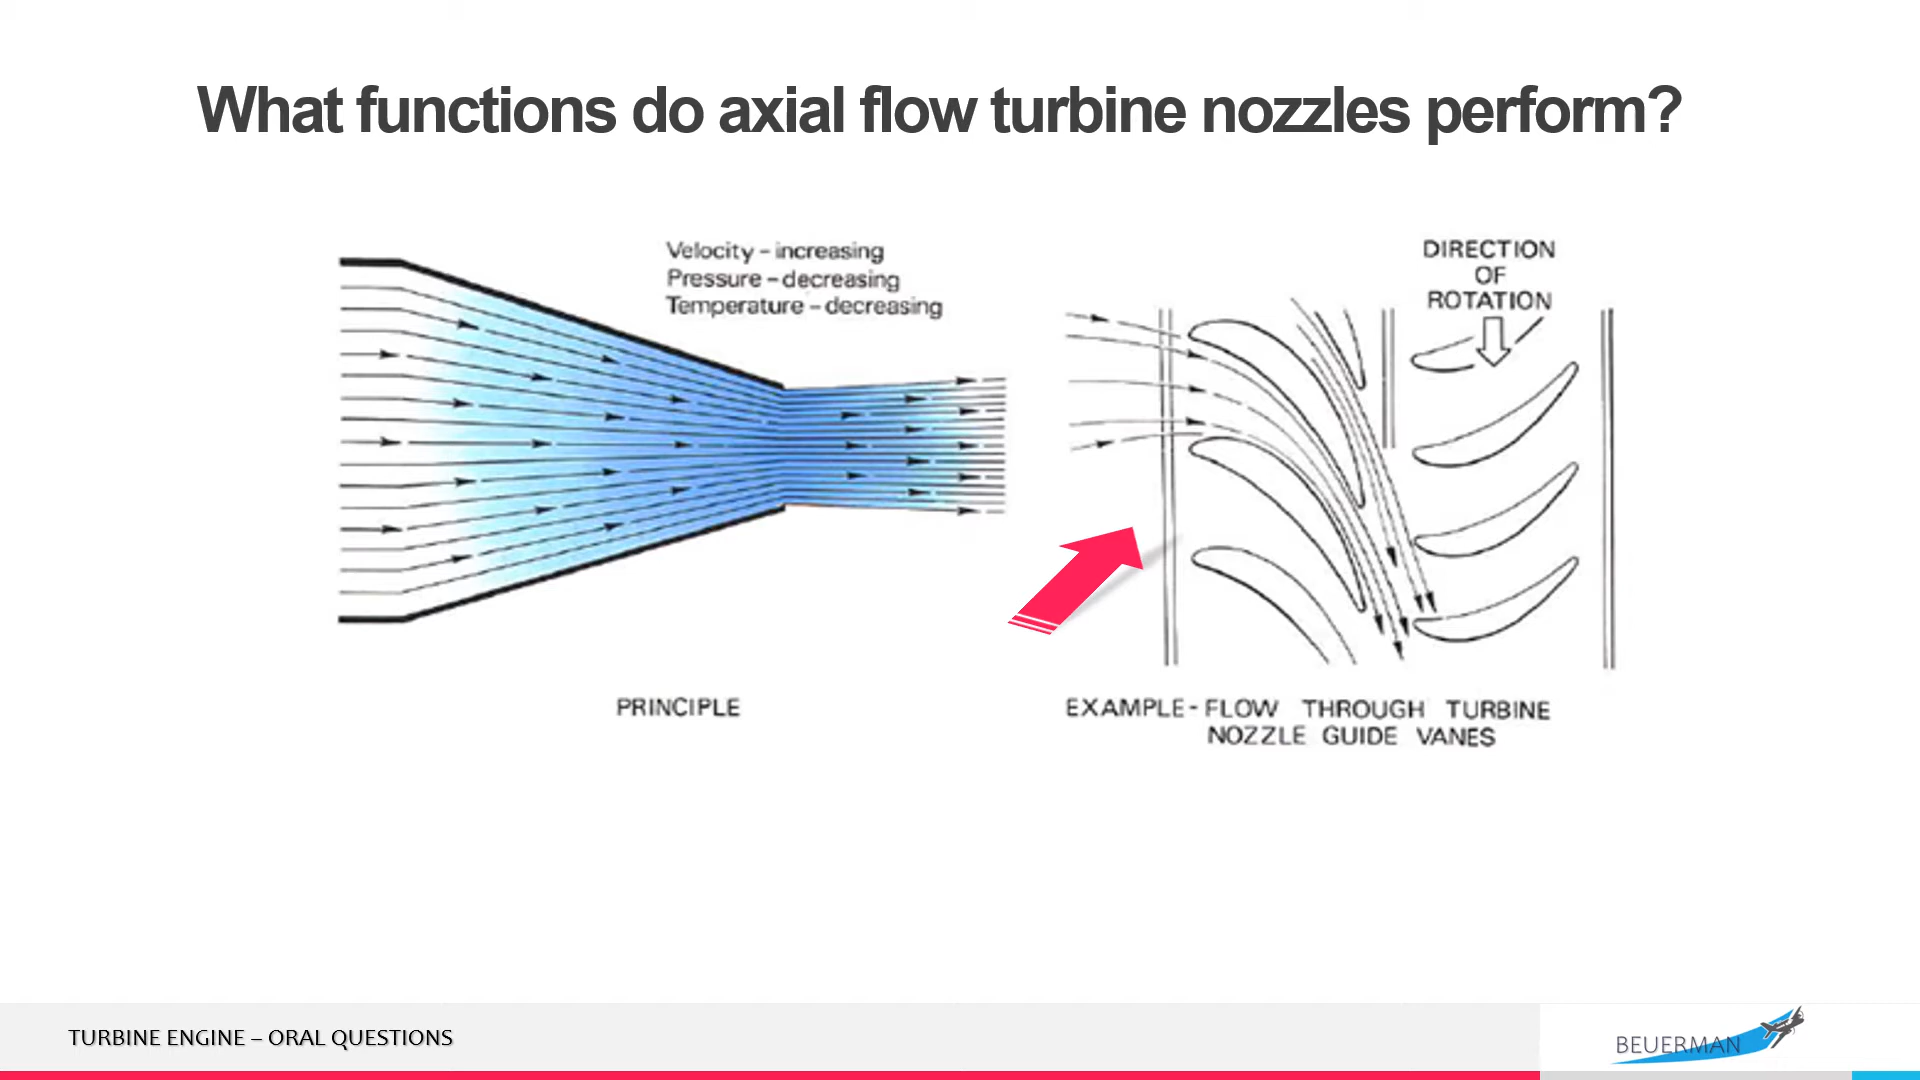 What functions do axial flow turbine nozzles perform?
Velocity – increasing
Pressure – decreasing
Temperature – decreasing
DIRECTION
OF
ROTATION
PRINCIPLE
EXAMPLE - FLOW THROUGH TURBINE
NOZZLE GUIDE VANES
TURBINE ENGINE – ORAL QUESTIONS
BEUERMAN